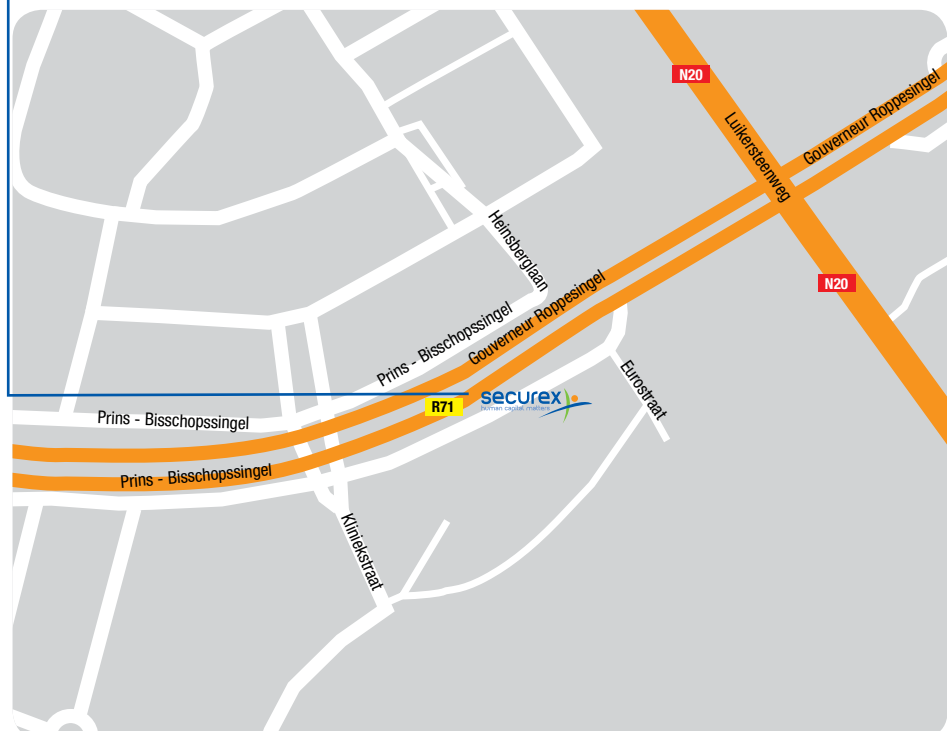 N20
Gouverneur Roppesingel
Luikersteenweg
Heinsberglaan
N20
Gouverneur Roppesingel
Prins - Bisschopssingel
Eurostraat
securex
human capital matters
R71
Prins - Bisschopssingel
Prins - Bisschopssingel
Kliniekstraat